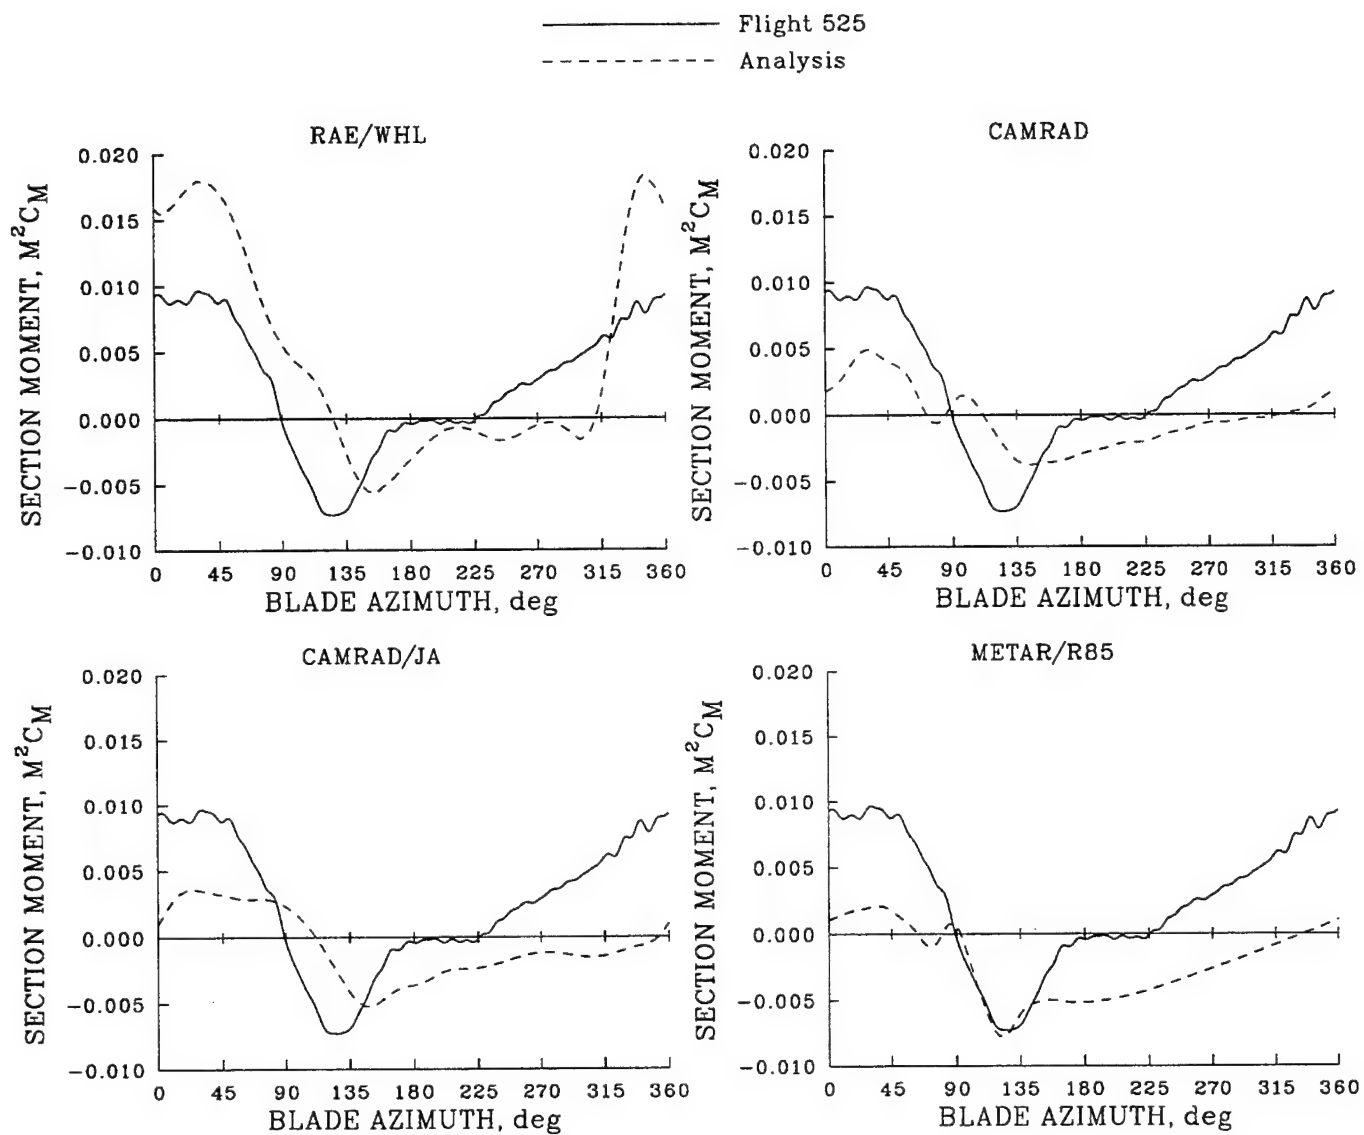 Flight 525
Analysis
RAE/WHL
0.020
0.015
0.010
0.005
0.000
−0.005
−0.010
SECTION MOMENT, M²C_M
0 45 90 135 180 225 270 315 360
BLADE AZIMUTH, deg
CAMRAD
0.020
0.015
0.010
0.005
0.000
−0.005
−0.010
SECTION MOMENT, M²C_M
0 45 90 135 180 225 270 315 360
BLADE AZIMUTH, deg
CAMRAD/JA
0.020
0.015
0.010
0.005
0.000
−0.005
−0.010
SECTION MOMENT, M²C_M
0 45 90 135 180 225 270 315 360
BLADE AZIMUTH, deg
METAR/R85
0.020
0.015
0.010
0.005
0.000
−0.005
−0.010
SECTION MOMENT, M²C_M
0 45 90 135 180 225 270 315 360
BLADE AZIMUTH, deg